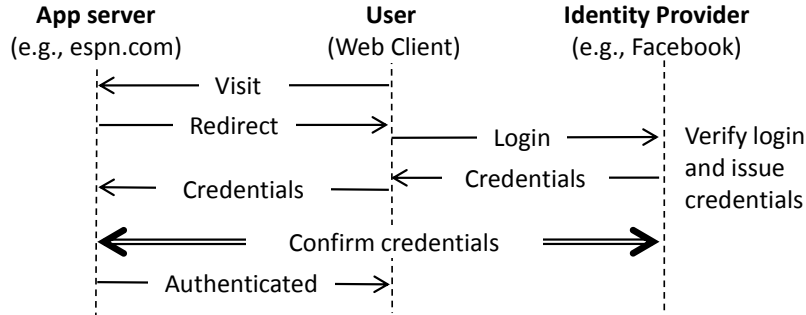 App server
(e.g., espn.com)
User
(Web Client)
Identity Provider
(e.g., Facebook)
Visit
Redirect
Login
Verify login
and issue
credentials
Credentials
Credentials
Confirm credentials
Authenticated